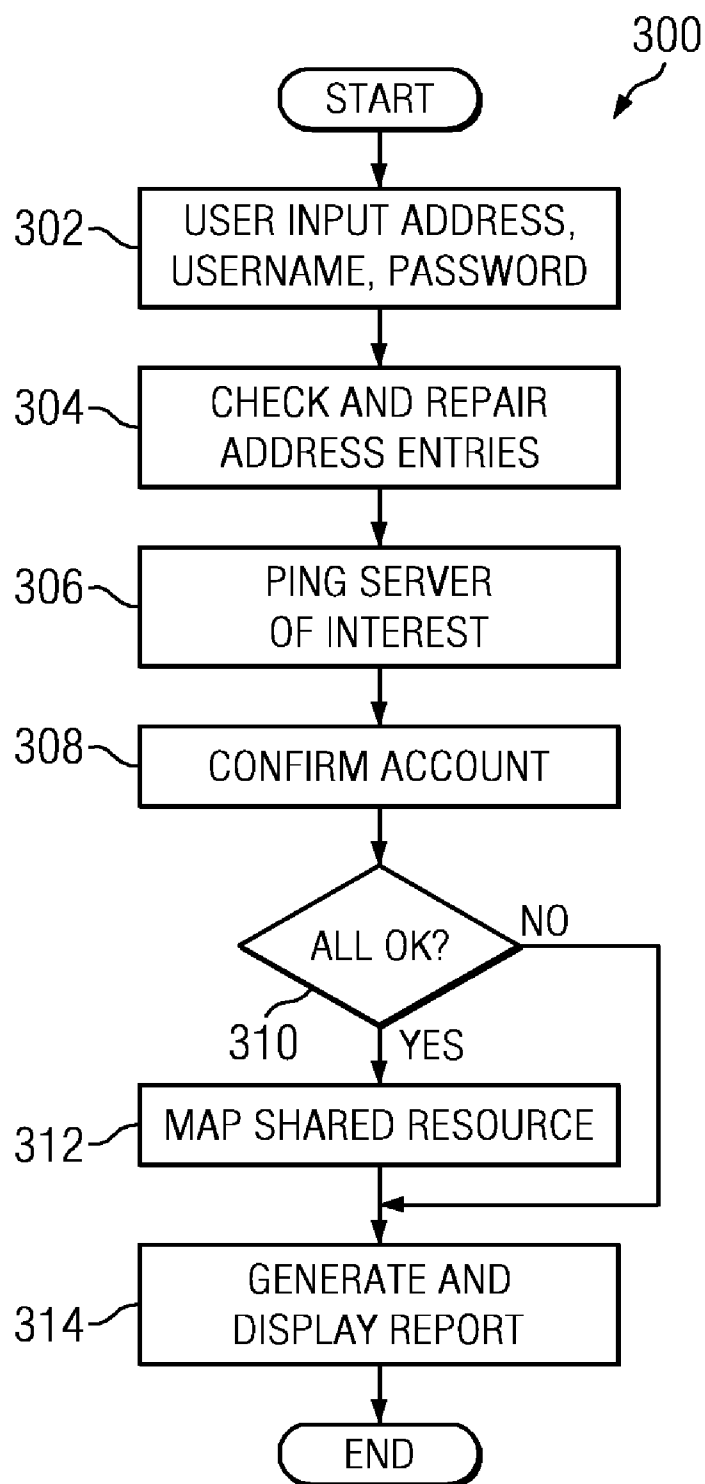 300
START
302
USER INPUT ADDRESS,
USERNAME, PASSWORD
304
CHECK AND REPAIR
ADDRESS ENTRIES
306
PING SERVER
OF INTEREST
308
CONFIRM ACCOUNT
ALL OK?
NO
310
YES
312
MAP SHARED RESOURCE
314
GENERATE AND
DISPLAY REPORT
END